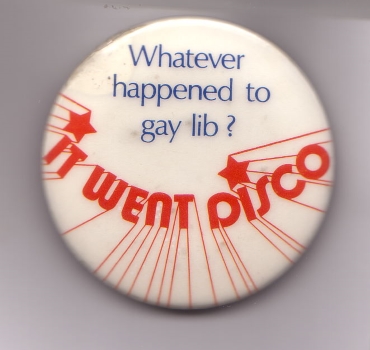 Whatever
happened to
gay lib ?
IT WENT DISCO